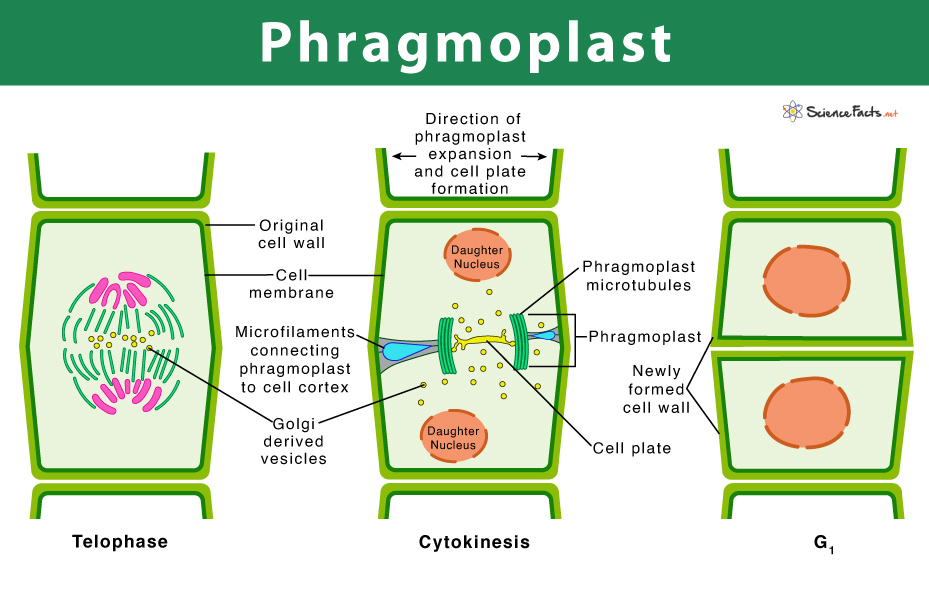 Phragmoplast
ScienceFacts.net
Direction of
phragmoplast
expansion
and cell plate
formation
Original
cell wall
Cell
membrane
Microfilaments
connecting
phragmoplast
to cell cortex
Golgi
derived
vesicles
Daughter
Nucleus
Daughter
Nucleus
Phragmoplast
microtubules
Phragmoplast
Newly
formed
cell wall
Cell plate
Telophase
Cytokinesis
G1